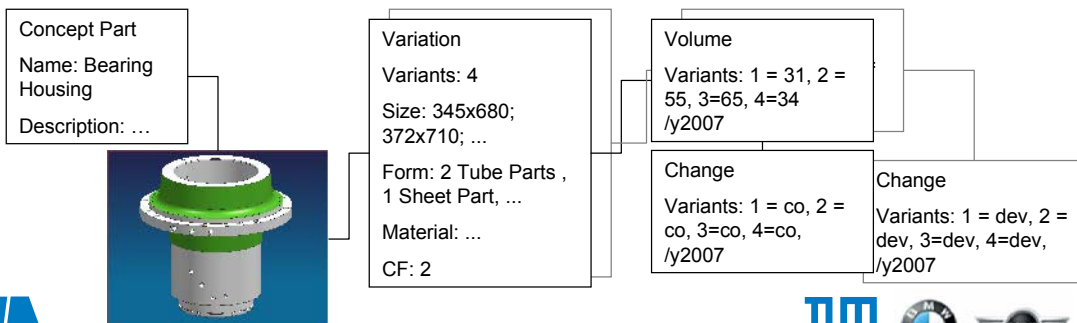 Concept Part
Name: Bearing
Housing
Description: …
Variation
Variants: 4
Size: 345x680;
372x710; ...
Form: 2 Tube Parts ,
1 Sheet Part, ...
Material: ...
CF: 2
Volume
Variants: 1 = 31, 2 =
55, 3=65, 4=34
/y2007
Change
Variants: 1 = co, 2 =
co, 3=co, 4=co,
/y2007
Change
Variants: 1 = dev, 2 =
dev, 3=dev, 4=dev,
/y2007
TUM
BMW